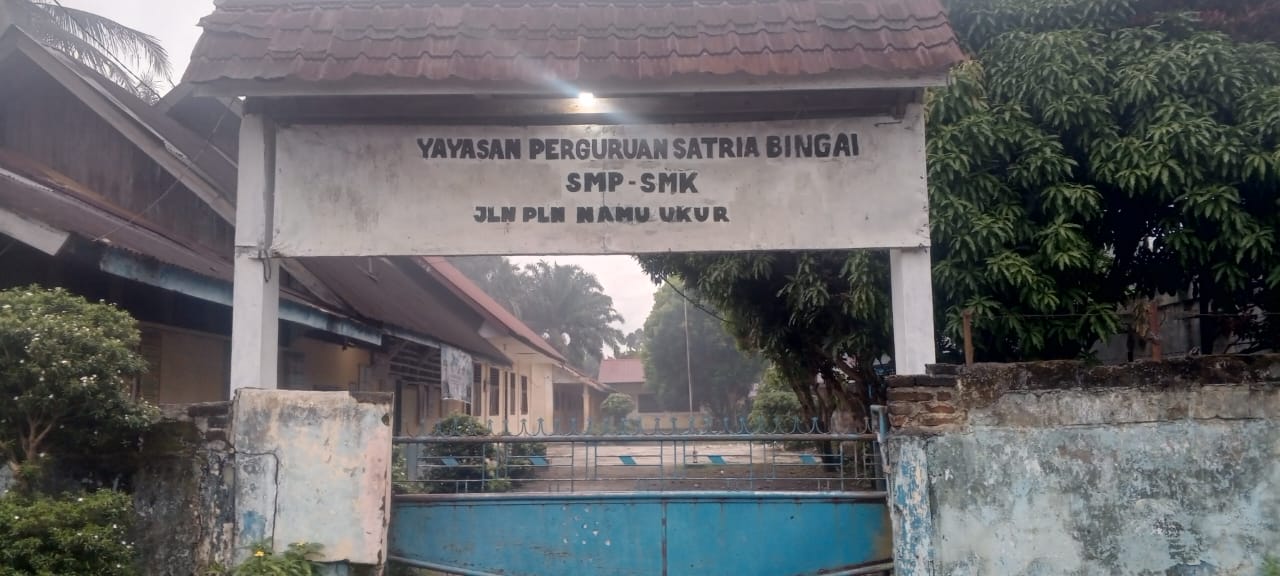 YAYASAN PERGURUAN SATRIA BINGAI
SMP - SMK
JLN PLN NAMU UKUR